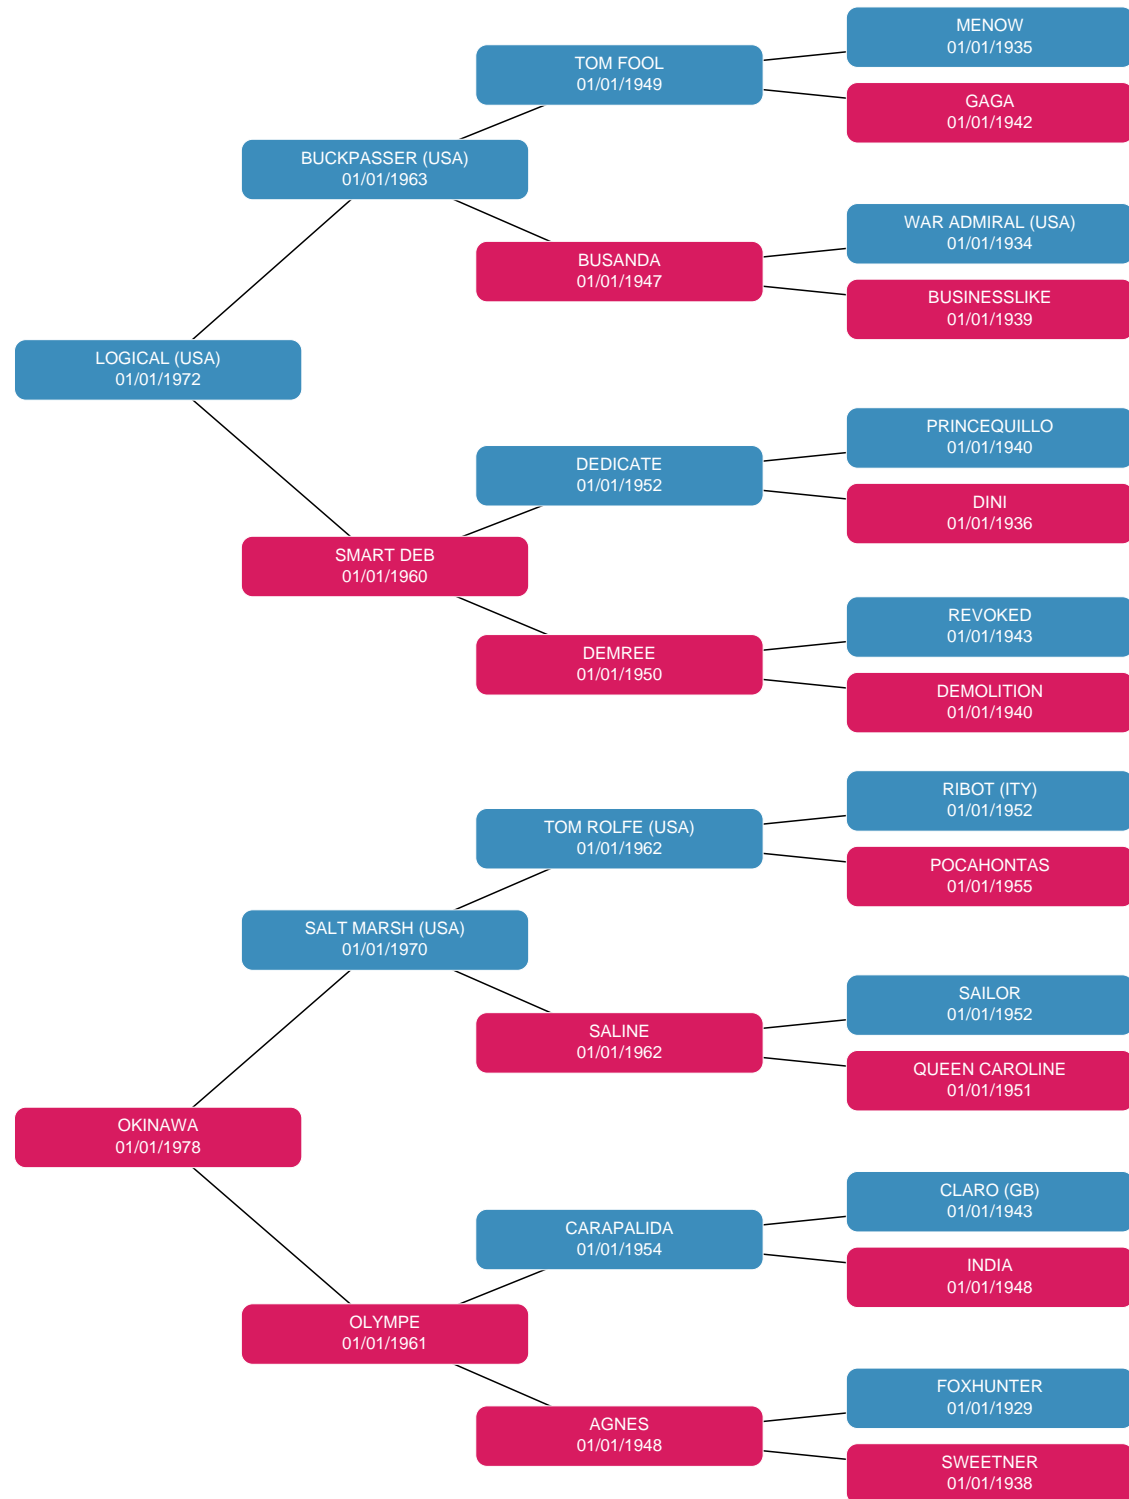 MENOW
01/01/1935
TOM FOOL
01/01/1949
GAGA
01/01/1942
BUCKPASSER (USA)
01/01/1963
WAR ADMIRAL (USA)
01/01/1934
BUSANDA
01/01/1947
BUSINESSLIKE
01/01/1939
LOGICAL (USA)
01/01/1972
PRINCEQUILLO
01/01/1940
DEDICATE
01/01/1952
DINI
01/01/1936
SMART DEB
01/01/1960
REVOKED
01/01/1943
DEMREE
01/01/1950
DEMOLITION
01/01/1940
RIBOT (ITY)
01/01/1952
TOM ROLFE (USA)
01/01/1962
POCAHONTAS
01/01/1955
SALT MARSH (USA)
01/01/1970
SAILOR
01/01/1952
SALINE
01/01/1962
QUEEN CAROLINE
01/01/1951
OKINAWA
01/01/1978
CLARO (GB)
01/01/1943
CARAPALIDA
01/01/1954
INDIA
01/01/1948
OLYMPE
01/01/1961
FOXHUNTER
01/01/1929
AGNES
01/01/1948
SWEETNER
01/01/1938